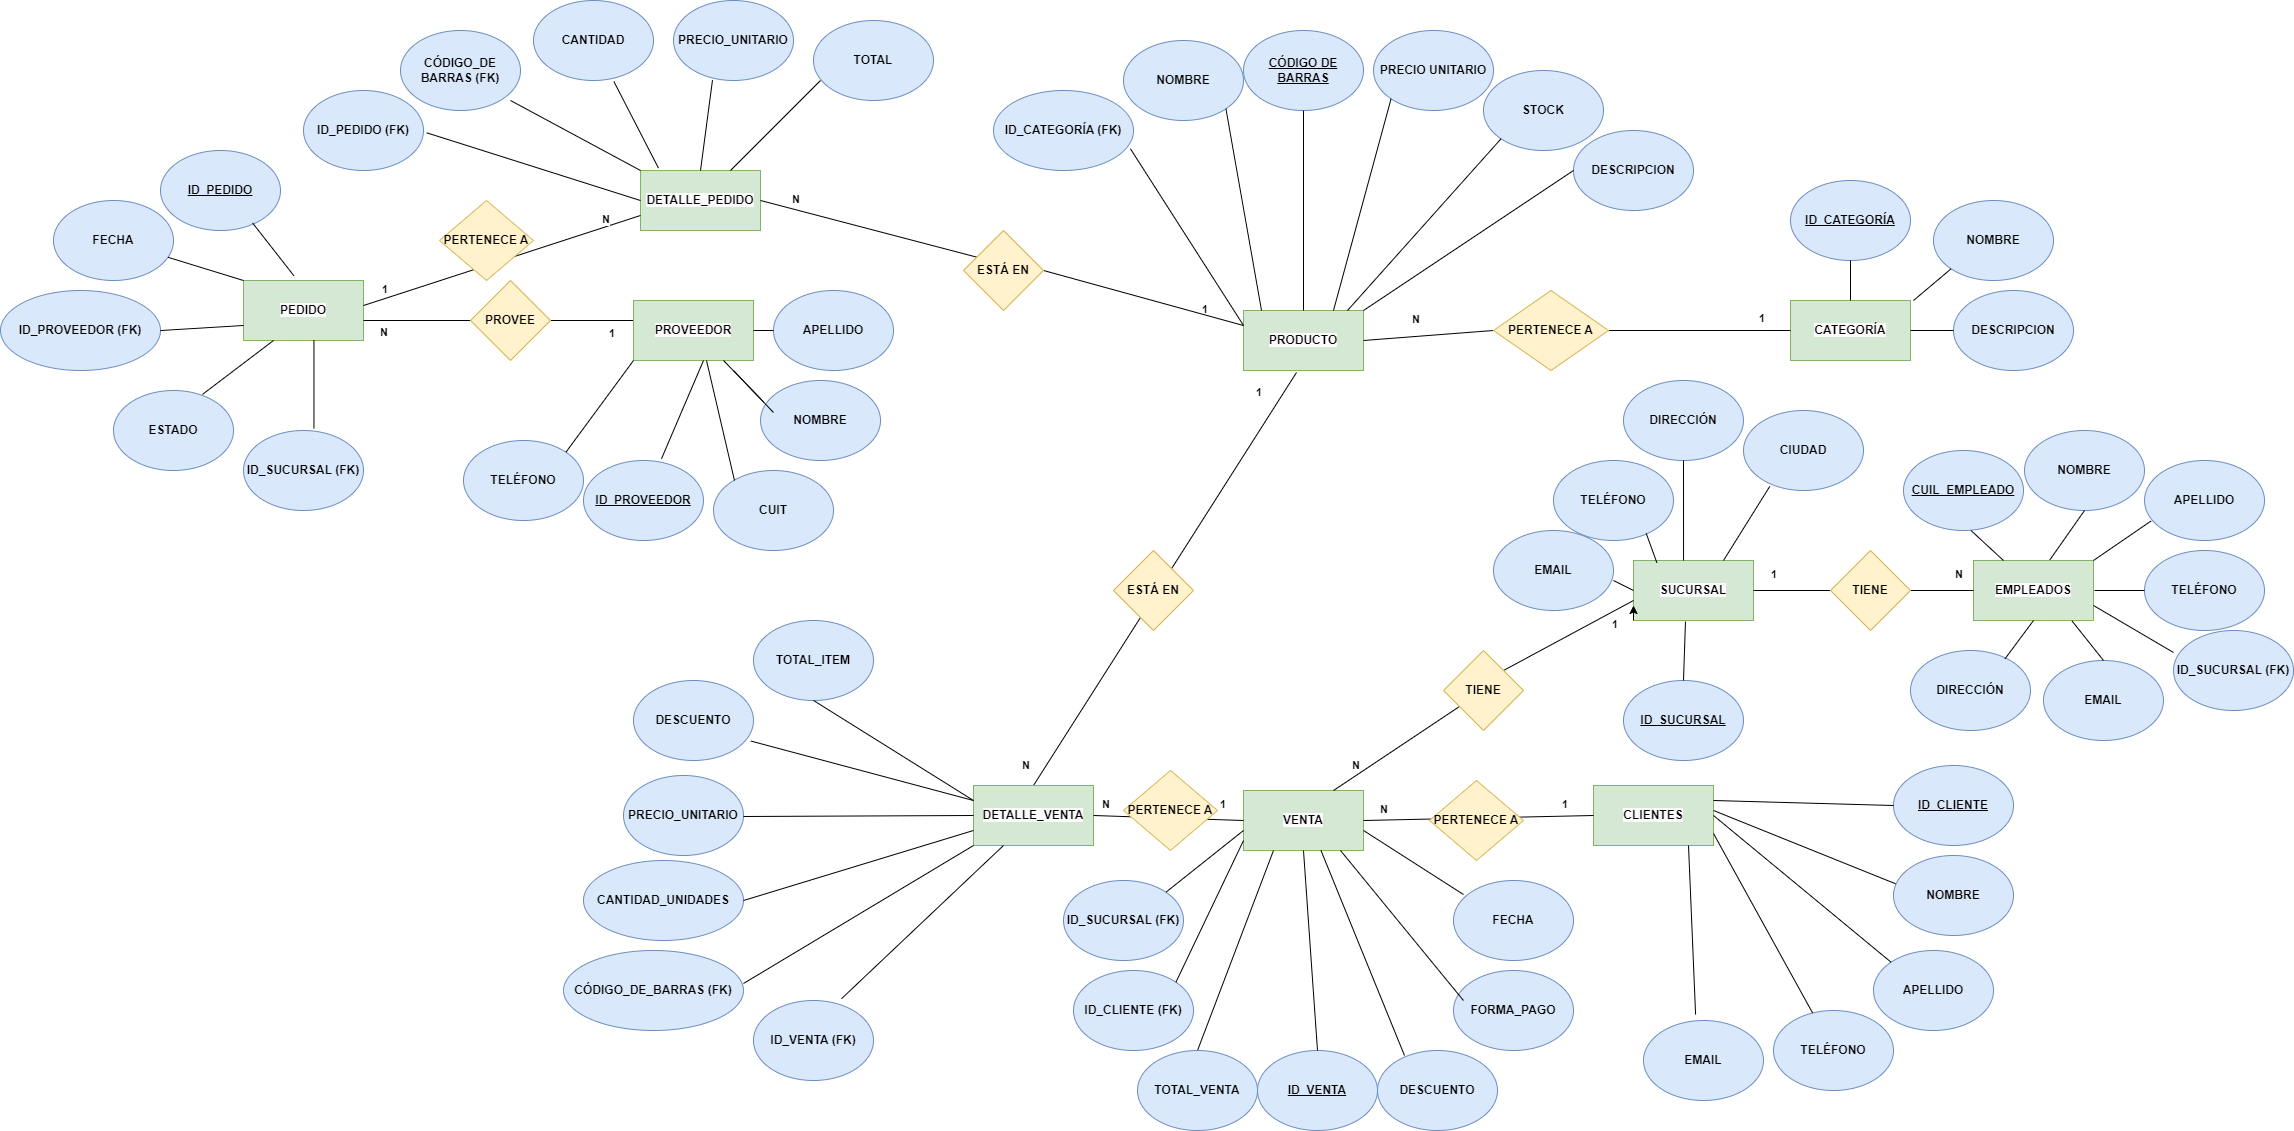 CANTIDAD
PRECIO_UNITARIO
TOTAL
CÓDIGO_DE
BARRAS (FK)
ID_PEDIDO (FK)
DETALLE_PEDIDO
N
N
ID_PEDIDO
FECHA
ID_PROVEEDOR (FK)
PEDIDO
ESTADO
ID_SUCURSAL (FK)
PERTENECE A
1
N
PROVEE
1
PROVEEDOR
APELLIDO
NOMBRE
TELÉFONO
ID_PROVEEDOR
CUIT
ESTÁ EN
1
ID_CATEGORÍA (FK)
NOMBRE
CÓDIGO DE
BARRAS
PRECIO UNITARIO
STOCK
DESCRIPCION
PRODUCTO
N
PERTENECE A
1
CATEGORÍA
ID_CATEGORÍA
NOMBRE
DESCRIPCION
1
ESTÁ EN
N
DIRECCIÓN
CIUDAD
TELÉFONO
EMAIL
SUCURSAL
ID_SUCURSAL
1
TIENE
N
CUIL_EMPLEADO
NOMBRE
APELLIDO
EMPLEADOS
TELÉFONO
ID_SUCURSAL (FK)
DIRECCIÓN
EMAIL
1
TIENE
N
TOTAL_ITEM
DESCUENTO
PRECIO_UNITARIO
CANTIDAD_UNIDADES
CÓDIGO_DE_BARRAS (FK)
ID_VENTA (FK)
DETALLE_VENTA
N
PERTENECE A
1
VENTA
ID_SUCURSAL (FK)
ID_CLIENTE (FK)
TOTAL_VENTA
ID_VENTA
DESCUENTO
FORMA_PAGO
FECHA
N
PERTENECE A
1
CLIENTES
ID_CLIENTE
NOMBRE
APELLIDO
TELÉFONO
EMAIL